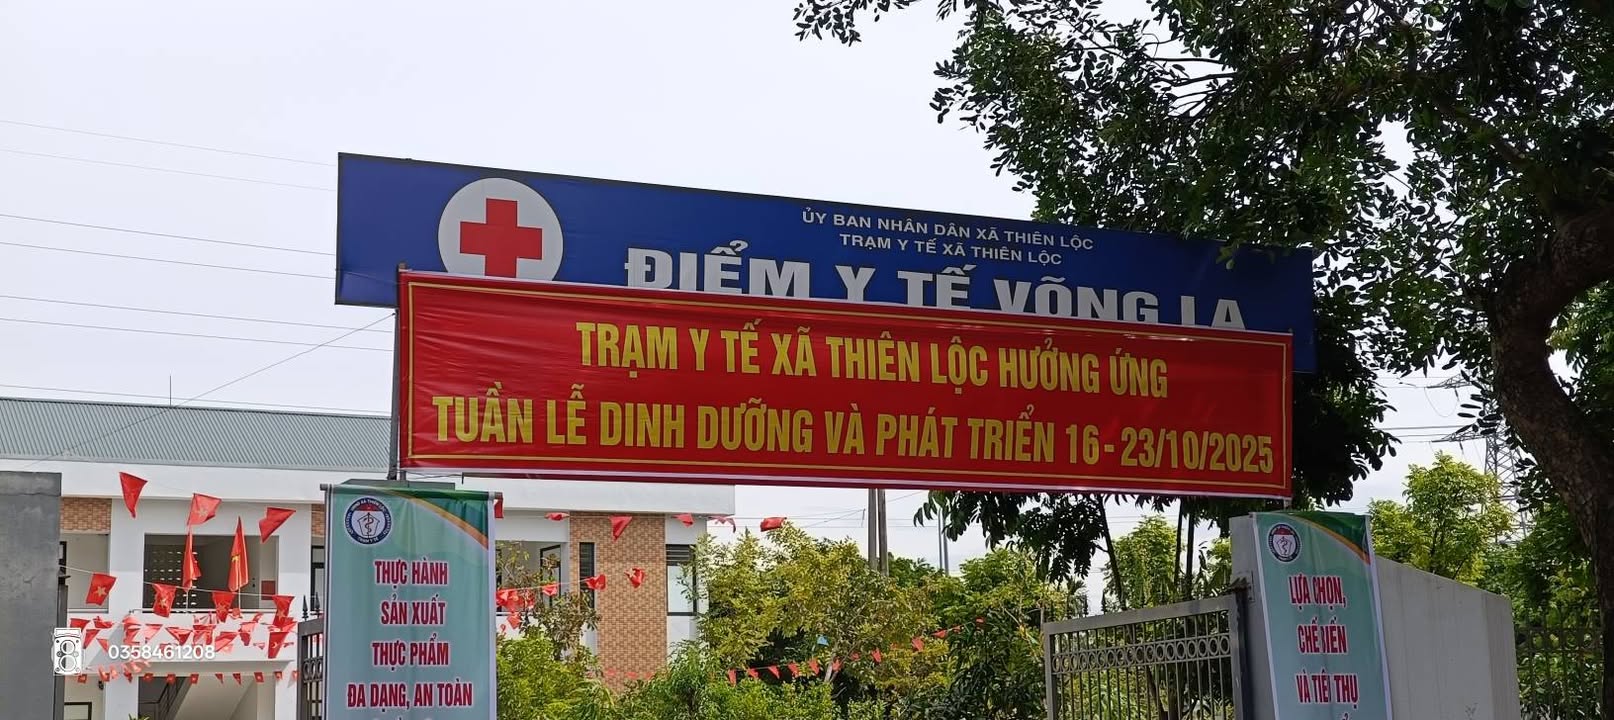 ỦY BAN NHÂN DÂN XÃ THIÊN LỘC
TRẠM Y TẾ XÃ THIÊN LỘC
ĐIỂM Y TẾ VÕNG LA
TRẠM Y TẾ XÃ THIÊN LỘC HƯỞNG ỨNG
TUẦN LỄ DINH DƯỠNG VÀ PHÁT TRIỂN 16 - 23/10/2025
THỰC HÀNH
SẢN XUẤT
THỰC PHẨM
ĐA DẠNG, AN TOÀN
LỰA CHỌN,
CHẾ BIẾN
VÀ TIÊU THỤ
0358461208